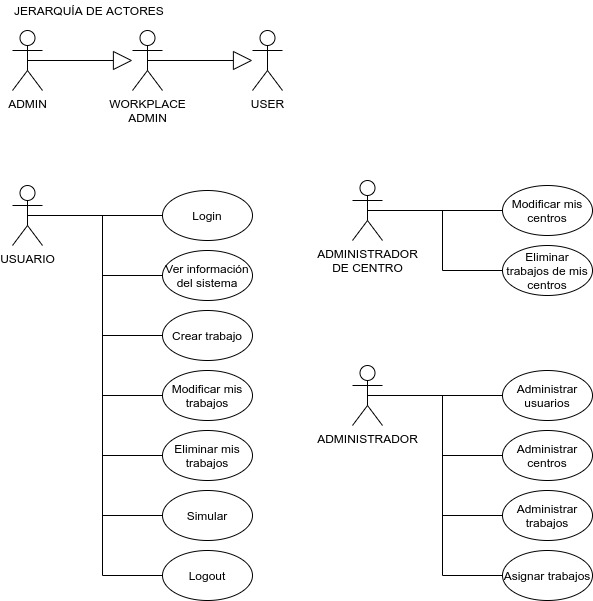 JERARQUÍA DE ACTORES
ADMIN
WORKPLACE
ADMIN
USER
USUARIO
Login
Ver información
del sistema
Crear trabajo
Modificar mis
trabajos
Eliminar mis
trabajos
Simular
Logout
ADMINISTRADOR
DE CENTRO
Modificar mis
centros
Eliminar
trabajos de mis
centros
ADMINISTRADOR
Administrar
usuarios
Administrar
centros
Administrar
trabajos
Asignar trabajos